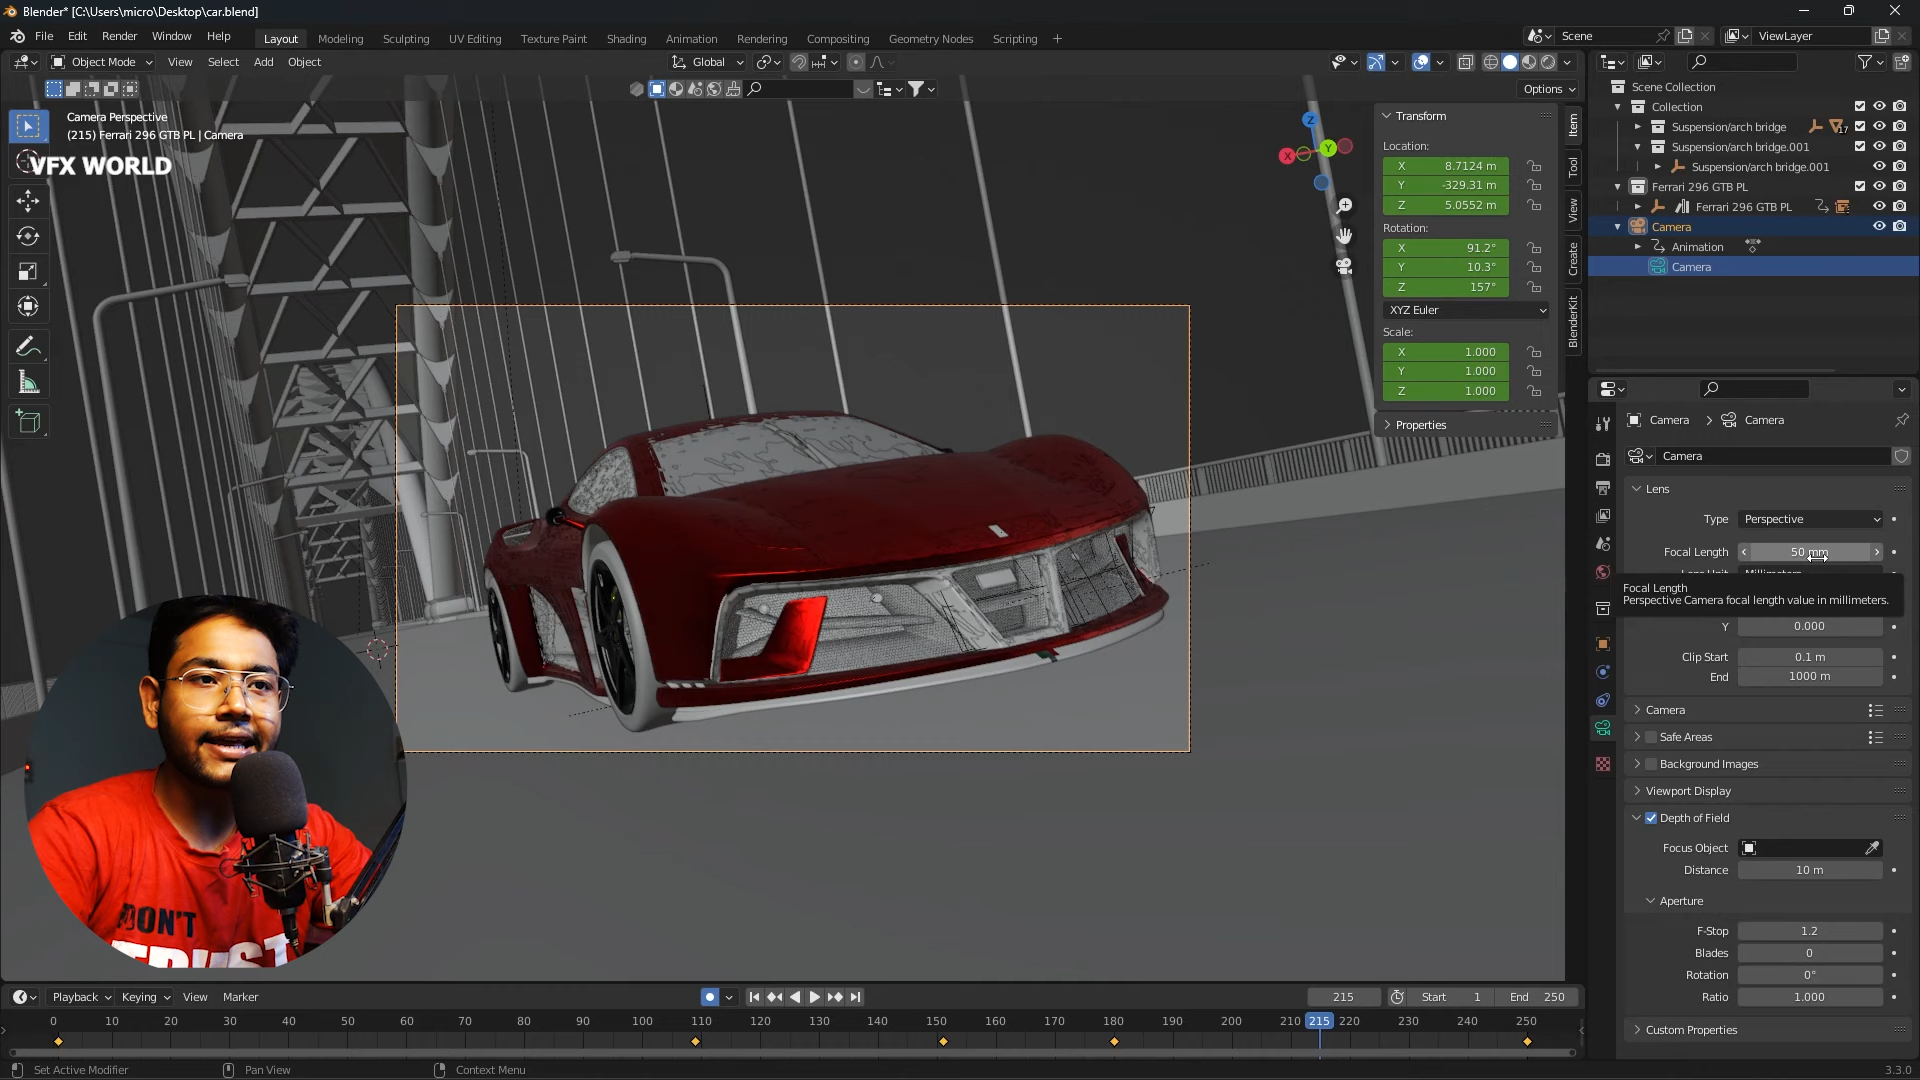 Blender* [C:\Users\micro\Desktop\car.blend]
File Edit Render Window Help Layout Modeling Sculpting UV Editing Texture Paint Shading Animation Rendering Compositing Geometry Nodes Scripting + Scene ViewLayer
Object Mode View Select Add Object Global
Options
Camera Perspective
(215) Ferrari 296 GTB PL | Camera
VFX WORLD
Z
Y
X
Transform
Location:
X 8.7124 m
Y -329.31 m
Z 5.0552 m
Rotation:
X 91.2°
Y 10.3°
Z 157°
XYZ Euler
Scale:
X 1.000
Y 1.000
Z 1.000
Properties
Item
Tool
View
Create
BlenderKit
Scene Collection
Collection
Suspension/arch bridge 17
Suspension/arch bridge.001
Suspension/arch bridge.001
Ferrari 296 GTB PL
Ferrari 296 GTB PL
Camera
Animation
Camera
Camera > Camera
Camera
Lens
Type Perspective
Focal Length 50 mm
Focal Length
Perspective Camera focal length value in millimeters.
Y 0.000
Clip Start 0.1 m
End 1000 m
Camera
Safe Areas
Background Images
Viewport Display
Depth of Field
Focus Object
Distance 10 m
Aperture
F-Stop 1.2
Blades 0
Rotation 0°
Ratio 1.000
Custom Properties
DON'T
TRUST
Playback Keying View Marker 215 Start 1 End 250
0 10 20 30 40 50 60 70 80 90 100 110 120 130 140 150 160 170 180 190 200 210 215 220 230 240 250
Set Active Modifier Pan View Context Menu 3.3.0